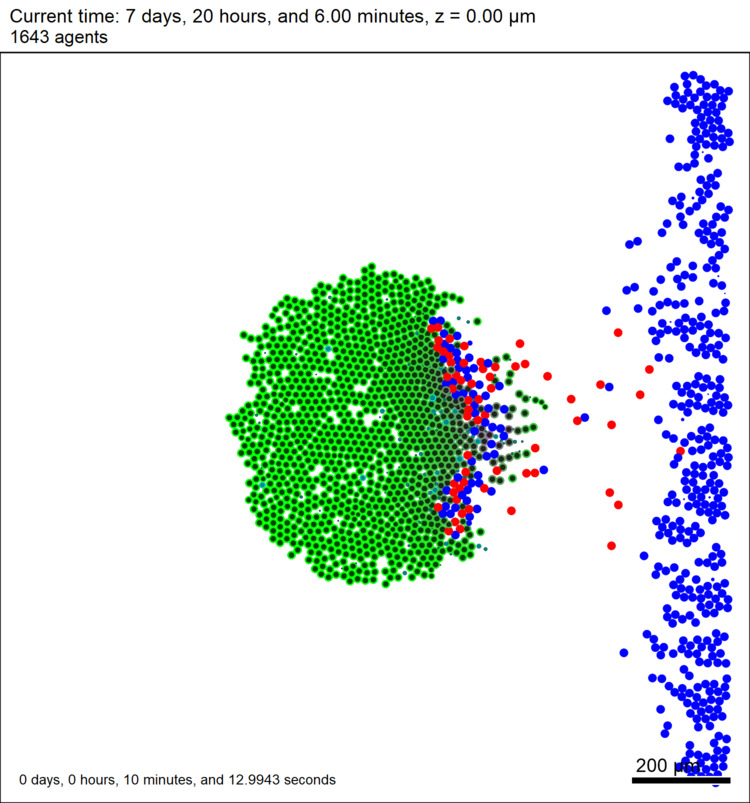 Current time: 7 days, 20 hours, and 6.00 minutes, z = 0.00 μm
1643 agents
200 μm
0 days, 0 hours, 10 minutes, and 12.9943 seconds